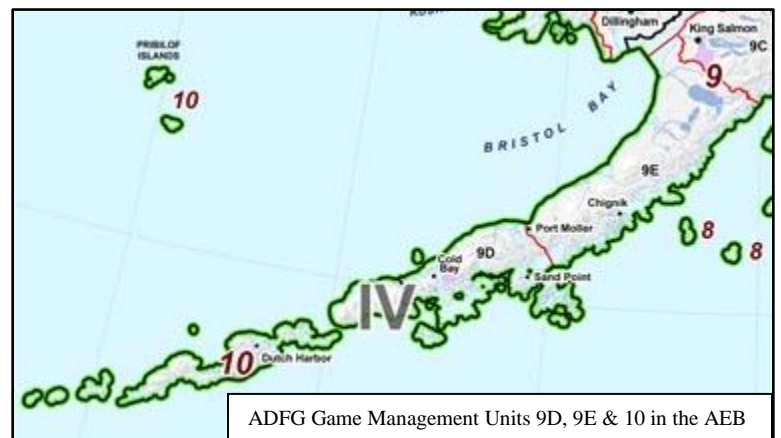 Dillingham
King Salmon
9C
9
PRIBILOF
ISLANDS
10
BRISTOL BAY
9E
Chignik
8
8
Port Moller
9D
Cold
Bay
Sand Point
IV
10
Dutch Harbor
ADFG Game Management Units 9D, 9E & 10 in the AEB